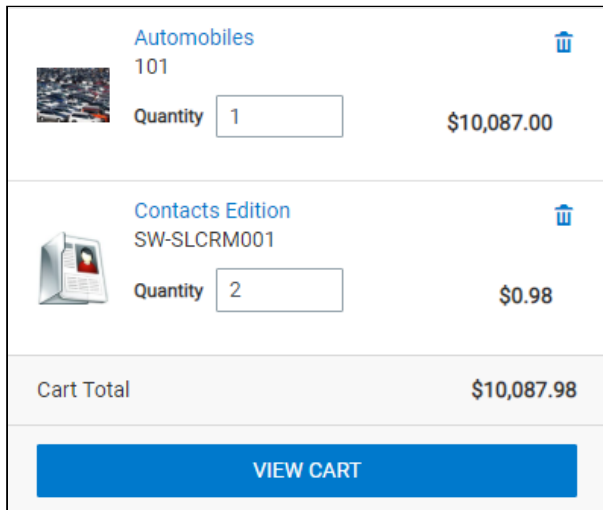 Automobiles
101
Quantity 1 $10,087.00
Contacts Edition
SW-SLCRM001
Quantity 2 $0.98
Cart Total $10,087.98
VIEW CART